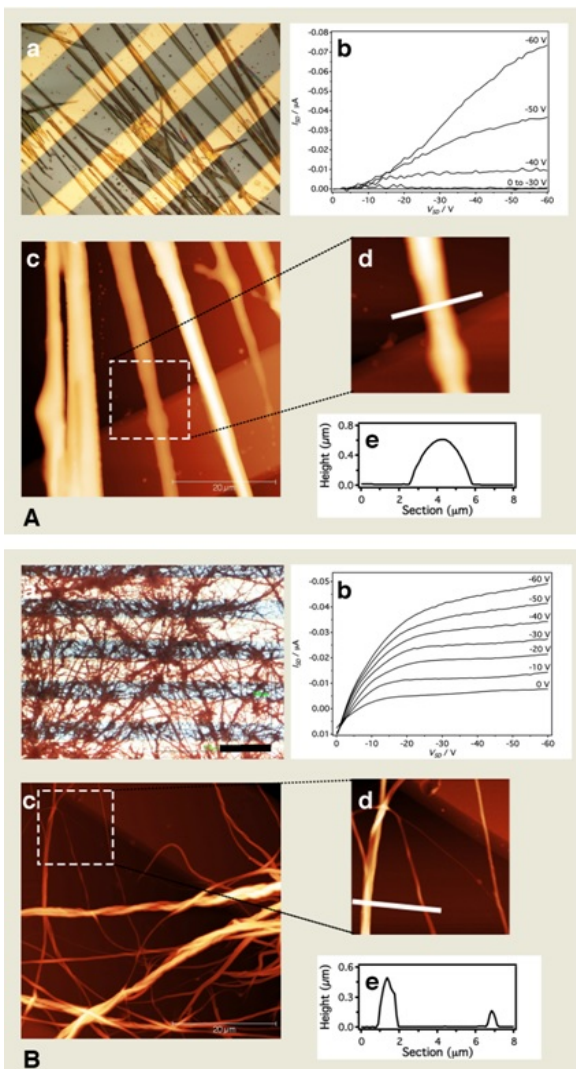 a
b
-0.08
-0.07
-0.06
-0.05
-0.04
-0.03
-0.02
-0.01
0.00
I_SD / µA
-60 V
-50 V
-40 V
0 to -30 V
0 -10 -20 -30 -40 -50 -60
V_SD / V
c
20 µm
d
e
Height (µm)
0.8
0.4
0.0
0 2 4 6 8
Section (µm)
A
a
b
-0.05
-0.04
-0.03
-0.02
-0.01
0.00
0.01
I_SD / µA
-60 V
-50 V
-40 V
-30 V
-20 V
-10 V
0 V
0 -10 -20 -30 -40 -50 -60
V_SD / V
c
20 µm
d
e
Height (µm)
0.6
0.3
0.0
0 2 4 6 8
Section (µm)
B